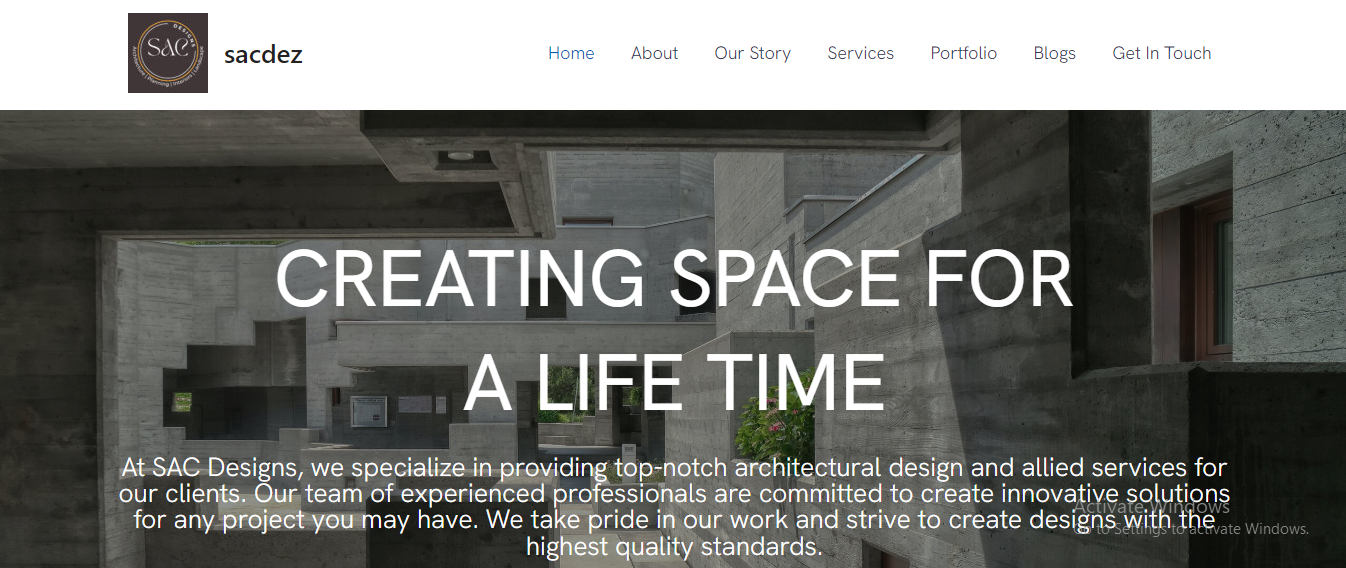 DESIGNS
SAC
Architecture | Planning | Interiors | Landscape
sacdez
Home
About
Our Story
Services
Portfolio
Blogs
Get In Touch
CREATING SPACE FOR
A LIFE TIME
At SAC Designs, we specialize in providing top-notch architectural design and allied services for
our clients. Our team of experienced professionals are committed to create innovative solutions
for any project you may have. We take pride in our work and strive to create designs with the
highest quality standards.
Activate Windows
Go to Settings to activate Windows.